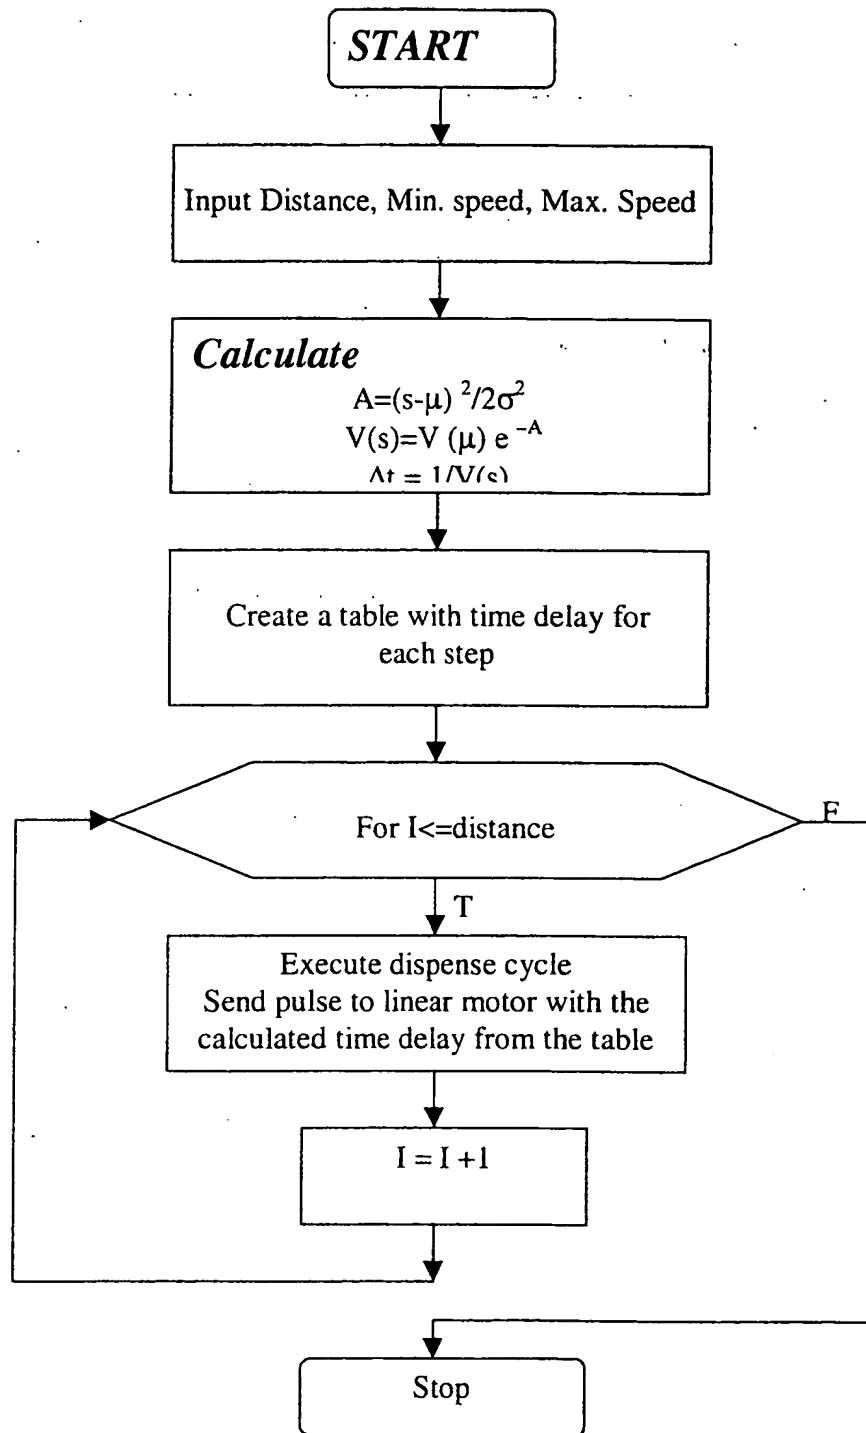 START
Input Distance, Min. speed, Max. Speed
Calculate
A=(s-μ) ²/2σ²
V(s)=V (μ) e ⁻ᴬ
Δt = 1/V(s)
Create a table with time delay for
each step
For I<=distance
F
T
Execute dispense cycle
Send pulse to linear motor with the
calculated time delay from the table
I = I +1
Stop